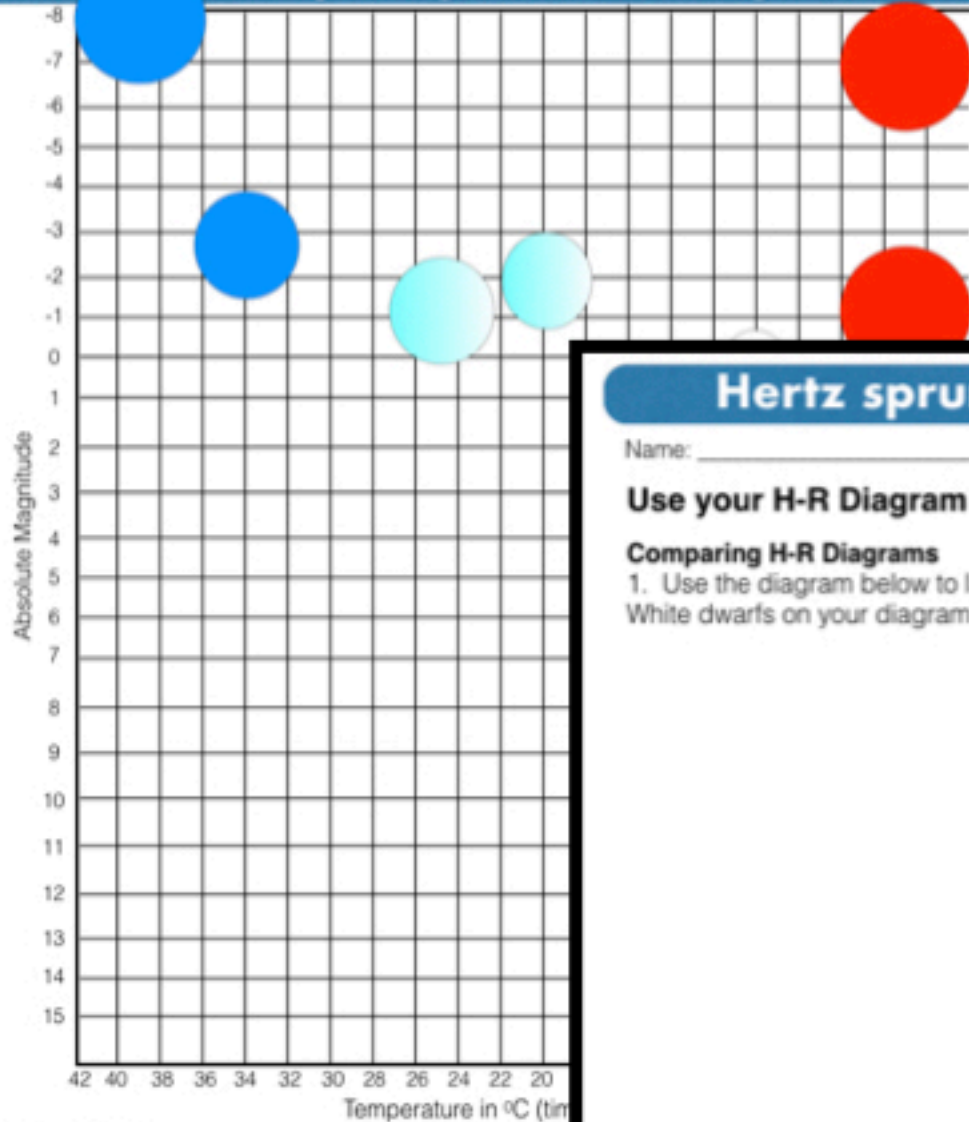 -8
-7
-6
-5
-4
-3
-2
-1
0
1
2
3
4
5
6
7
8
9
10
11
12
13
14
15
Absolute Magnitude
42 40 38 36 34 32 30 28 26 24 22 20
Temperature in ºC (tim
Hertz spru
Name:
Use your H-R Diagram
Comparing H-R Diagrams
1. Use the diagram below to l
White dwarfs on your diagram